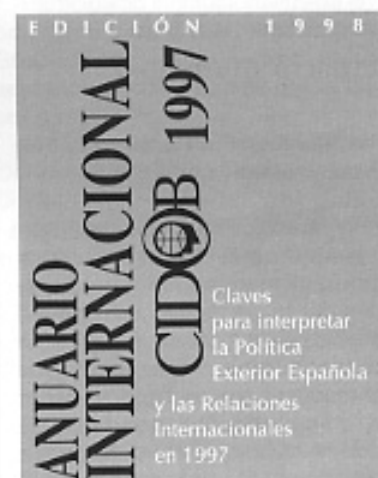 EDICIÓN 1998
ANUARIO
INTERNACIONAL
CIDOB 1997
Claves
para interpretar
la Política
Exterior Española
y las Relaciones
Internacionales
en 1997